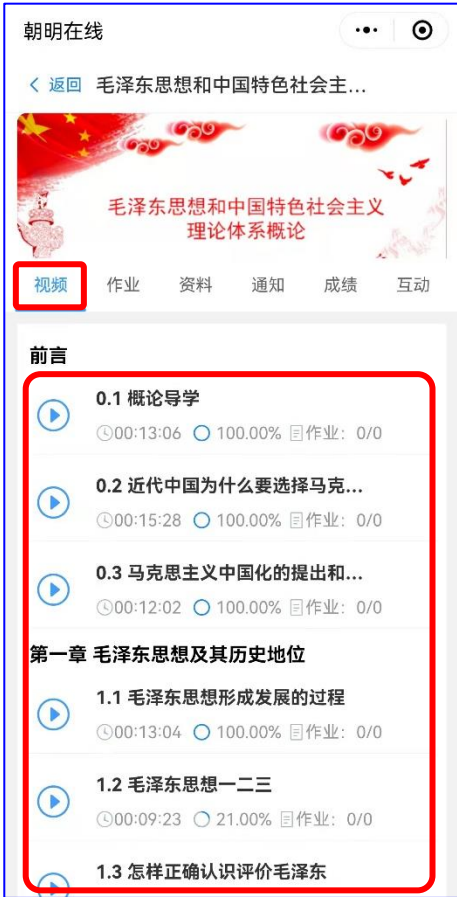 朝明在线
返回 毛泽东思想和中国特色社会主...
毛泽东思想和中国特色社会主义
理论体系概论
视频 作业 资料 通知 成绩 互动
前言
0.1 概论导学
00:13:06 100.00% 作业: 0/0
0.2 近代中国为什么要选择马克...
00:15:28 100.00% 作业: 0/0
0.3 马克思主义中国化的提出和...
00:12:02 100.00% 作业: 0/0
第一章 毛泽东思想及其历史地位
1.1 毛泽东思想形成发展的过程
00:13:04 100.00% 作业: 0/0
1.2 毛泽东思想一二三
00:09:23 21.00% 作业: 0/0
1.3 怎样正确认识评价毛泽东